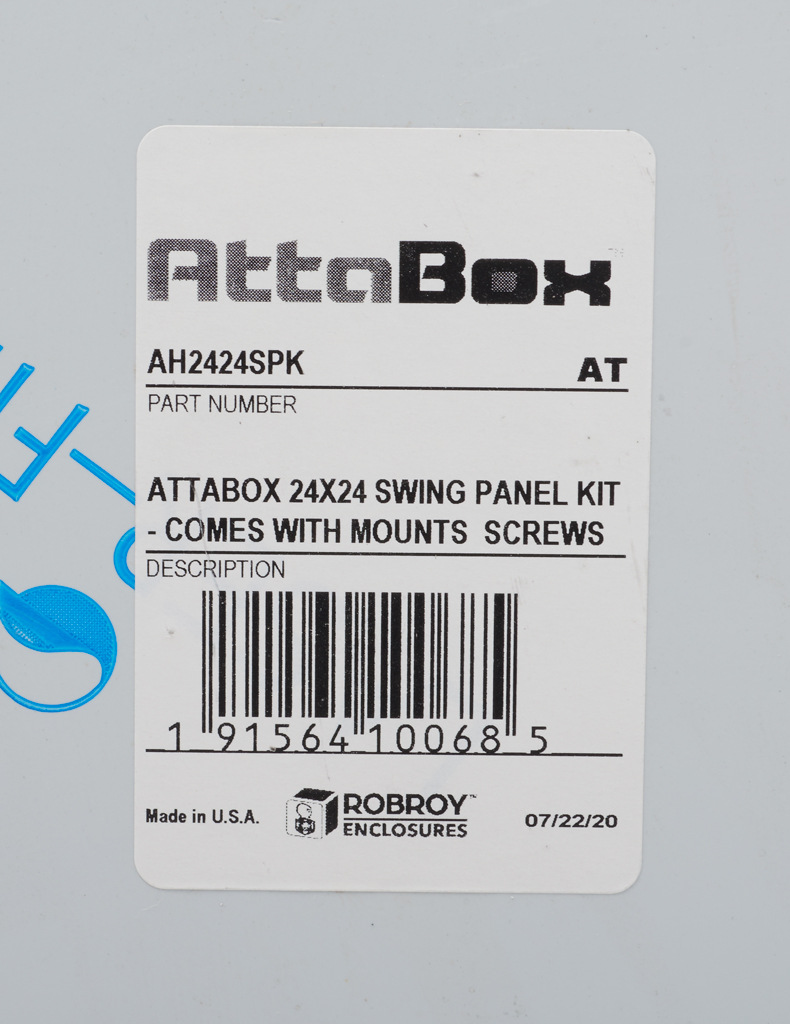 AttaBox
AH2424SPK AT
PART NUMBER
ATTABOX 24X24 SWING PANEL KIT
- COMES WITH MOUNTS SCREWS
DESCRIPTION
1 91564 10068 5
Made in U.S.A. ROBROY™ ENCLOSURES 07/22/20